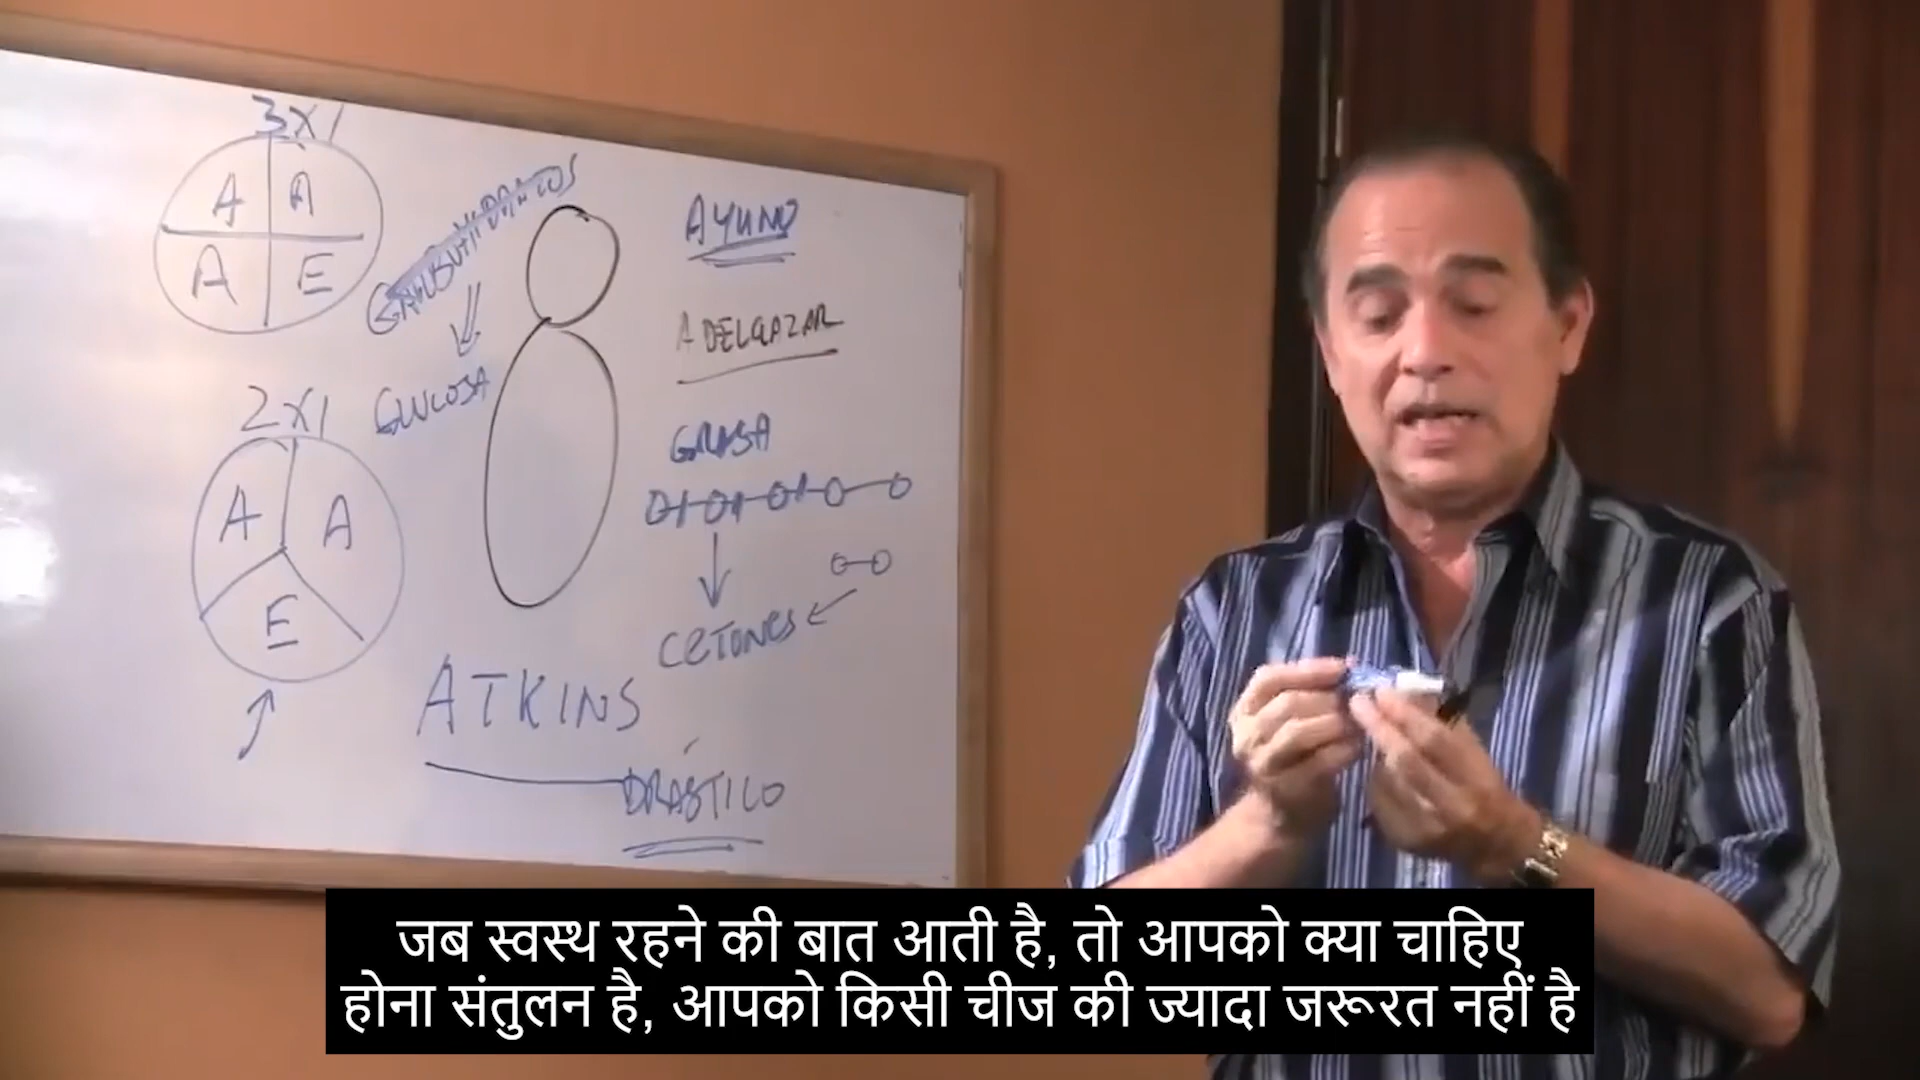 3X1
A A
A E
CARBOHIDRATOS
GLUCOSA
2X1
A A
E
AYUNO
ADELGAZAR
GRASA
CETONES
ATKINS
DRÁSTICO
जब स्वस्थ रहने की बात आती है, तो आपको क्या चाहिए
होना संतुलन है, आपको किसी चीज की ज्यादा जरूरत नहीं है